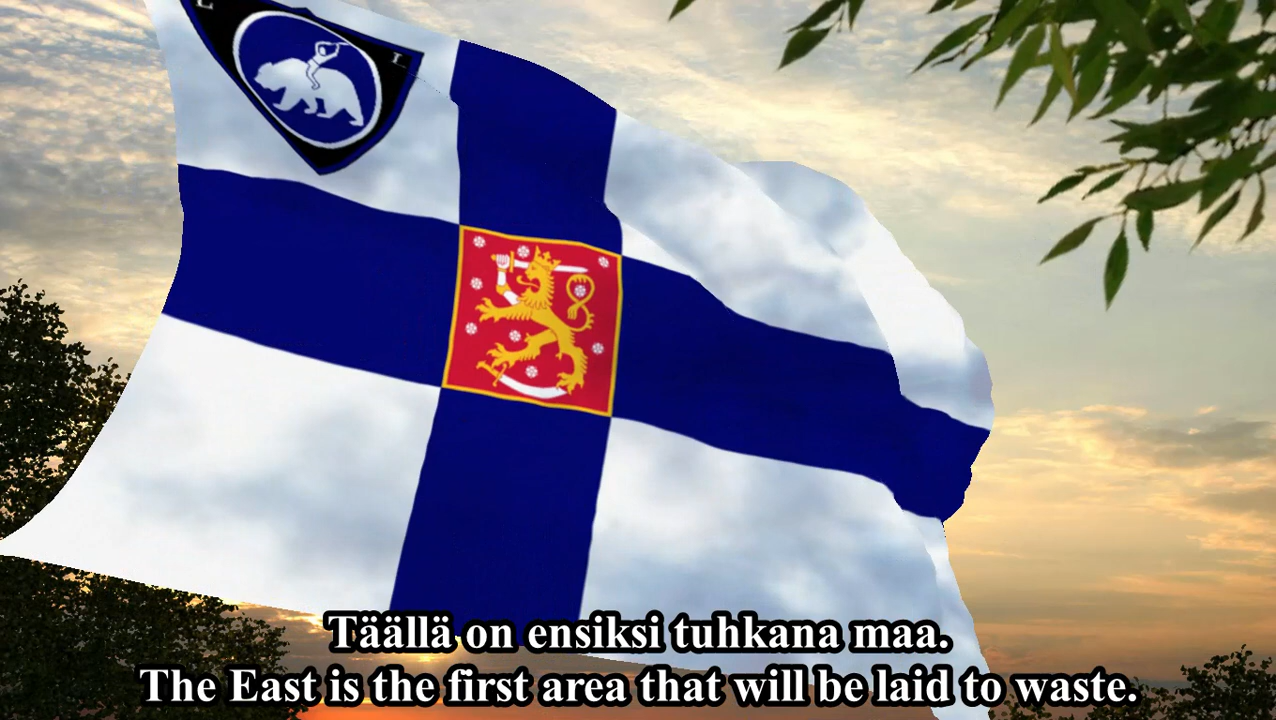 L
I
Täällä on ensiksi tuhkana maa.
The East is the first area that will be laid to waste.